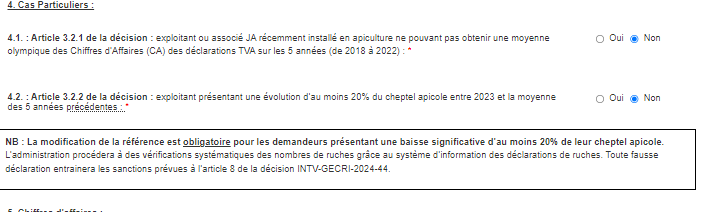 4. Cas Particuliers :
4.1. : Article 3.2.1 de la décision : exploitant ou associé JA récemment installé en apiculture ne pouvant pas obtenir une moyenne
olympique des Chiffres d'Affaires (CA) des déclarations TVA sur les 5 années (de 2018 à 2022) : *
Oui Non
4.2. : Article 3.2.2 de la décision : exploitant présentant une évolution d'au moins 20% du cheptel apicole entre 2023 et la moyenne
des 5 années précédentes : *
Oui Non
NB : La modification de la référence est obligatoire pour les demandeurs présentant une baisse significative d'au moins 20% de leur cheptel apicole.
L'administration procédera à des vérifications systématiques des nombres de ruches grâce au système d'information des déclarations de ruches. Toute fausse
déclaration entrainera les sanctions prévues à l'article 8 de la décision INTV-GECRI-2024-44.
5. Chiffres d'affaires :